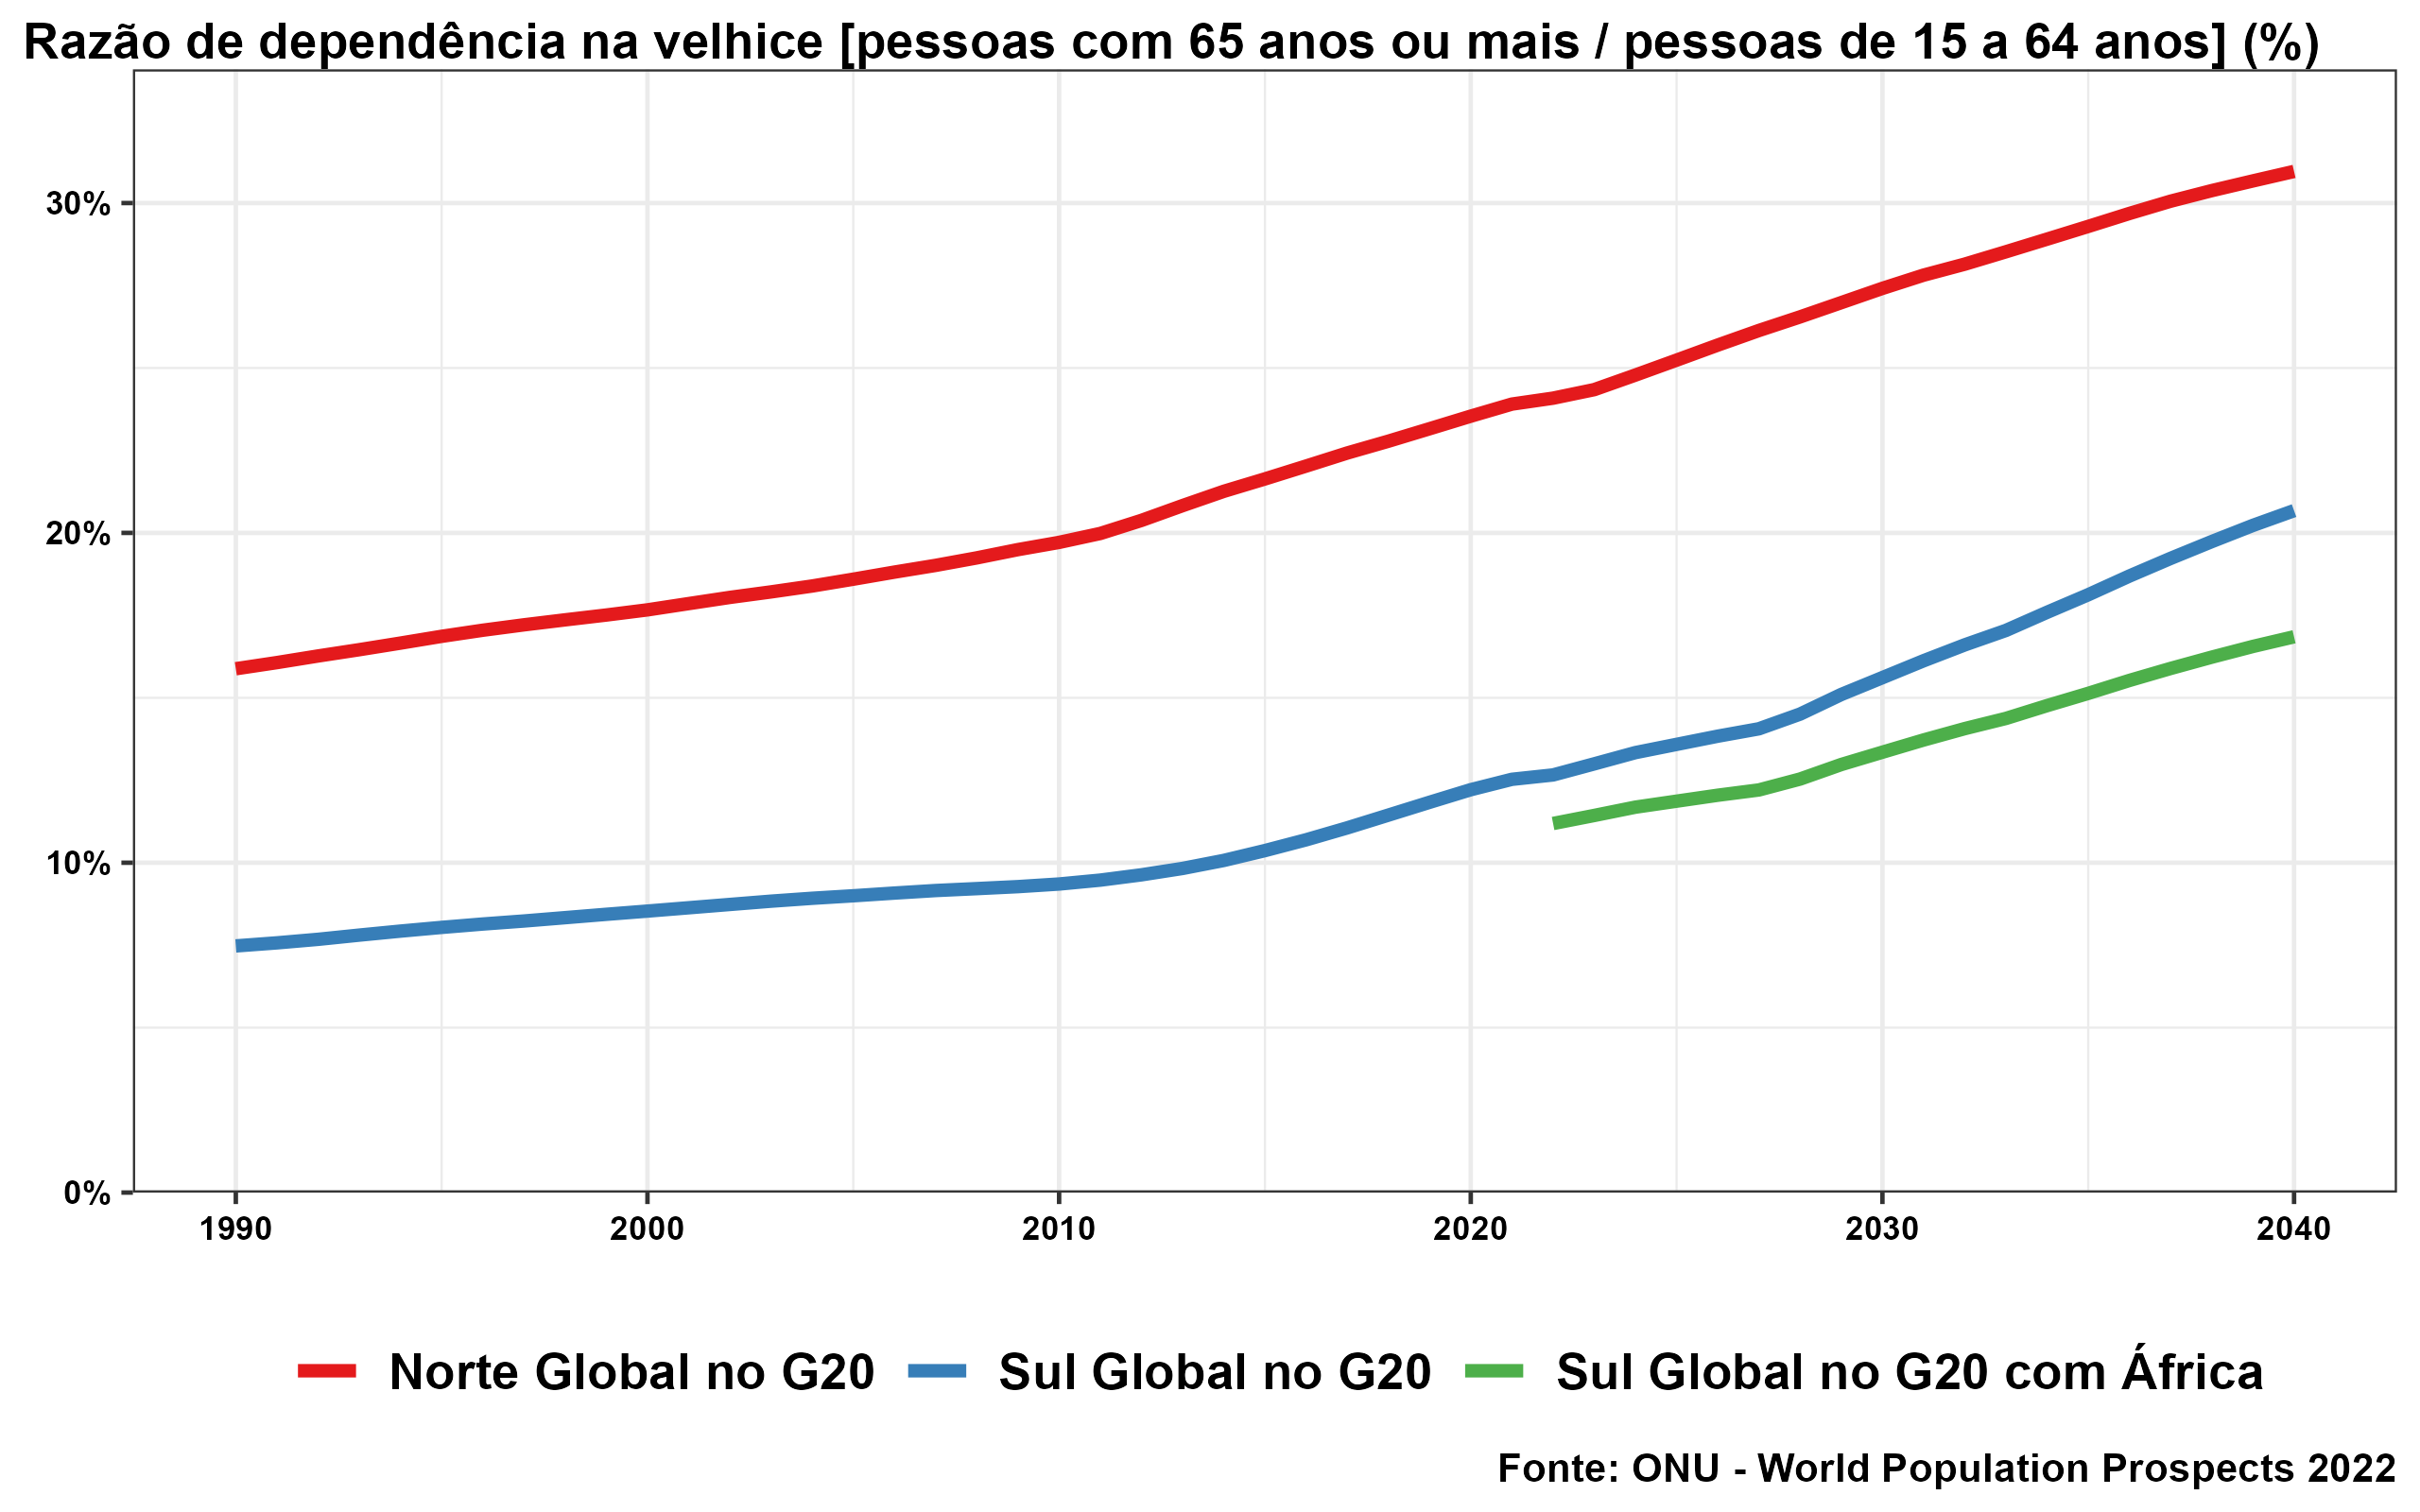 Razão de dependência na velhice [pessoas com 65 anos ou mais / pessoas de 15 a 64 anos] (%)
30%
20%
10%
0%
1990 2000 2010 2020 2030 2040
Norte Global no G20 Sul Global no G20 Sul Global no G20 com África
Fonte: ONU - World Population Prospects 2022